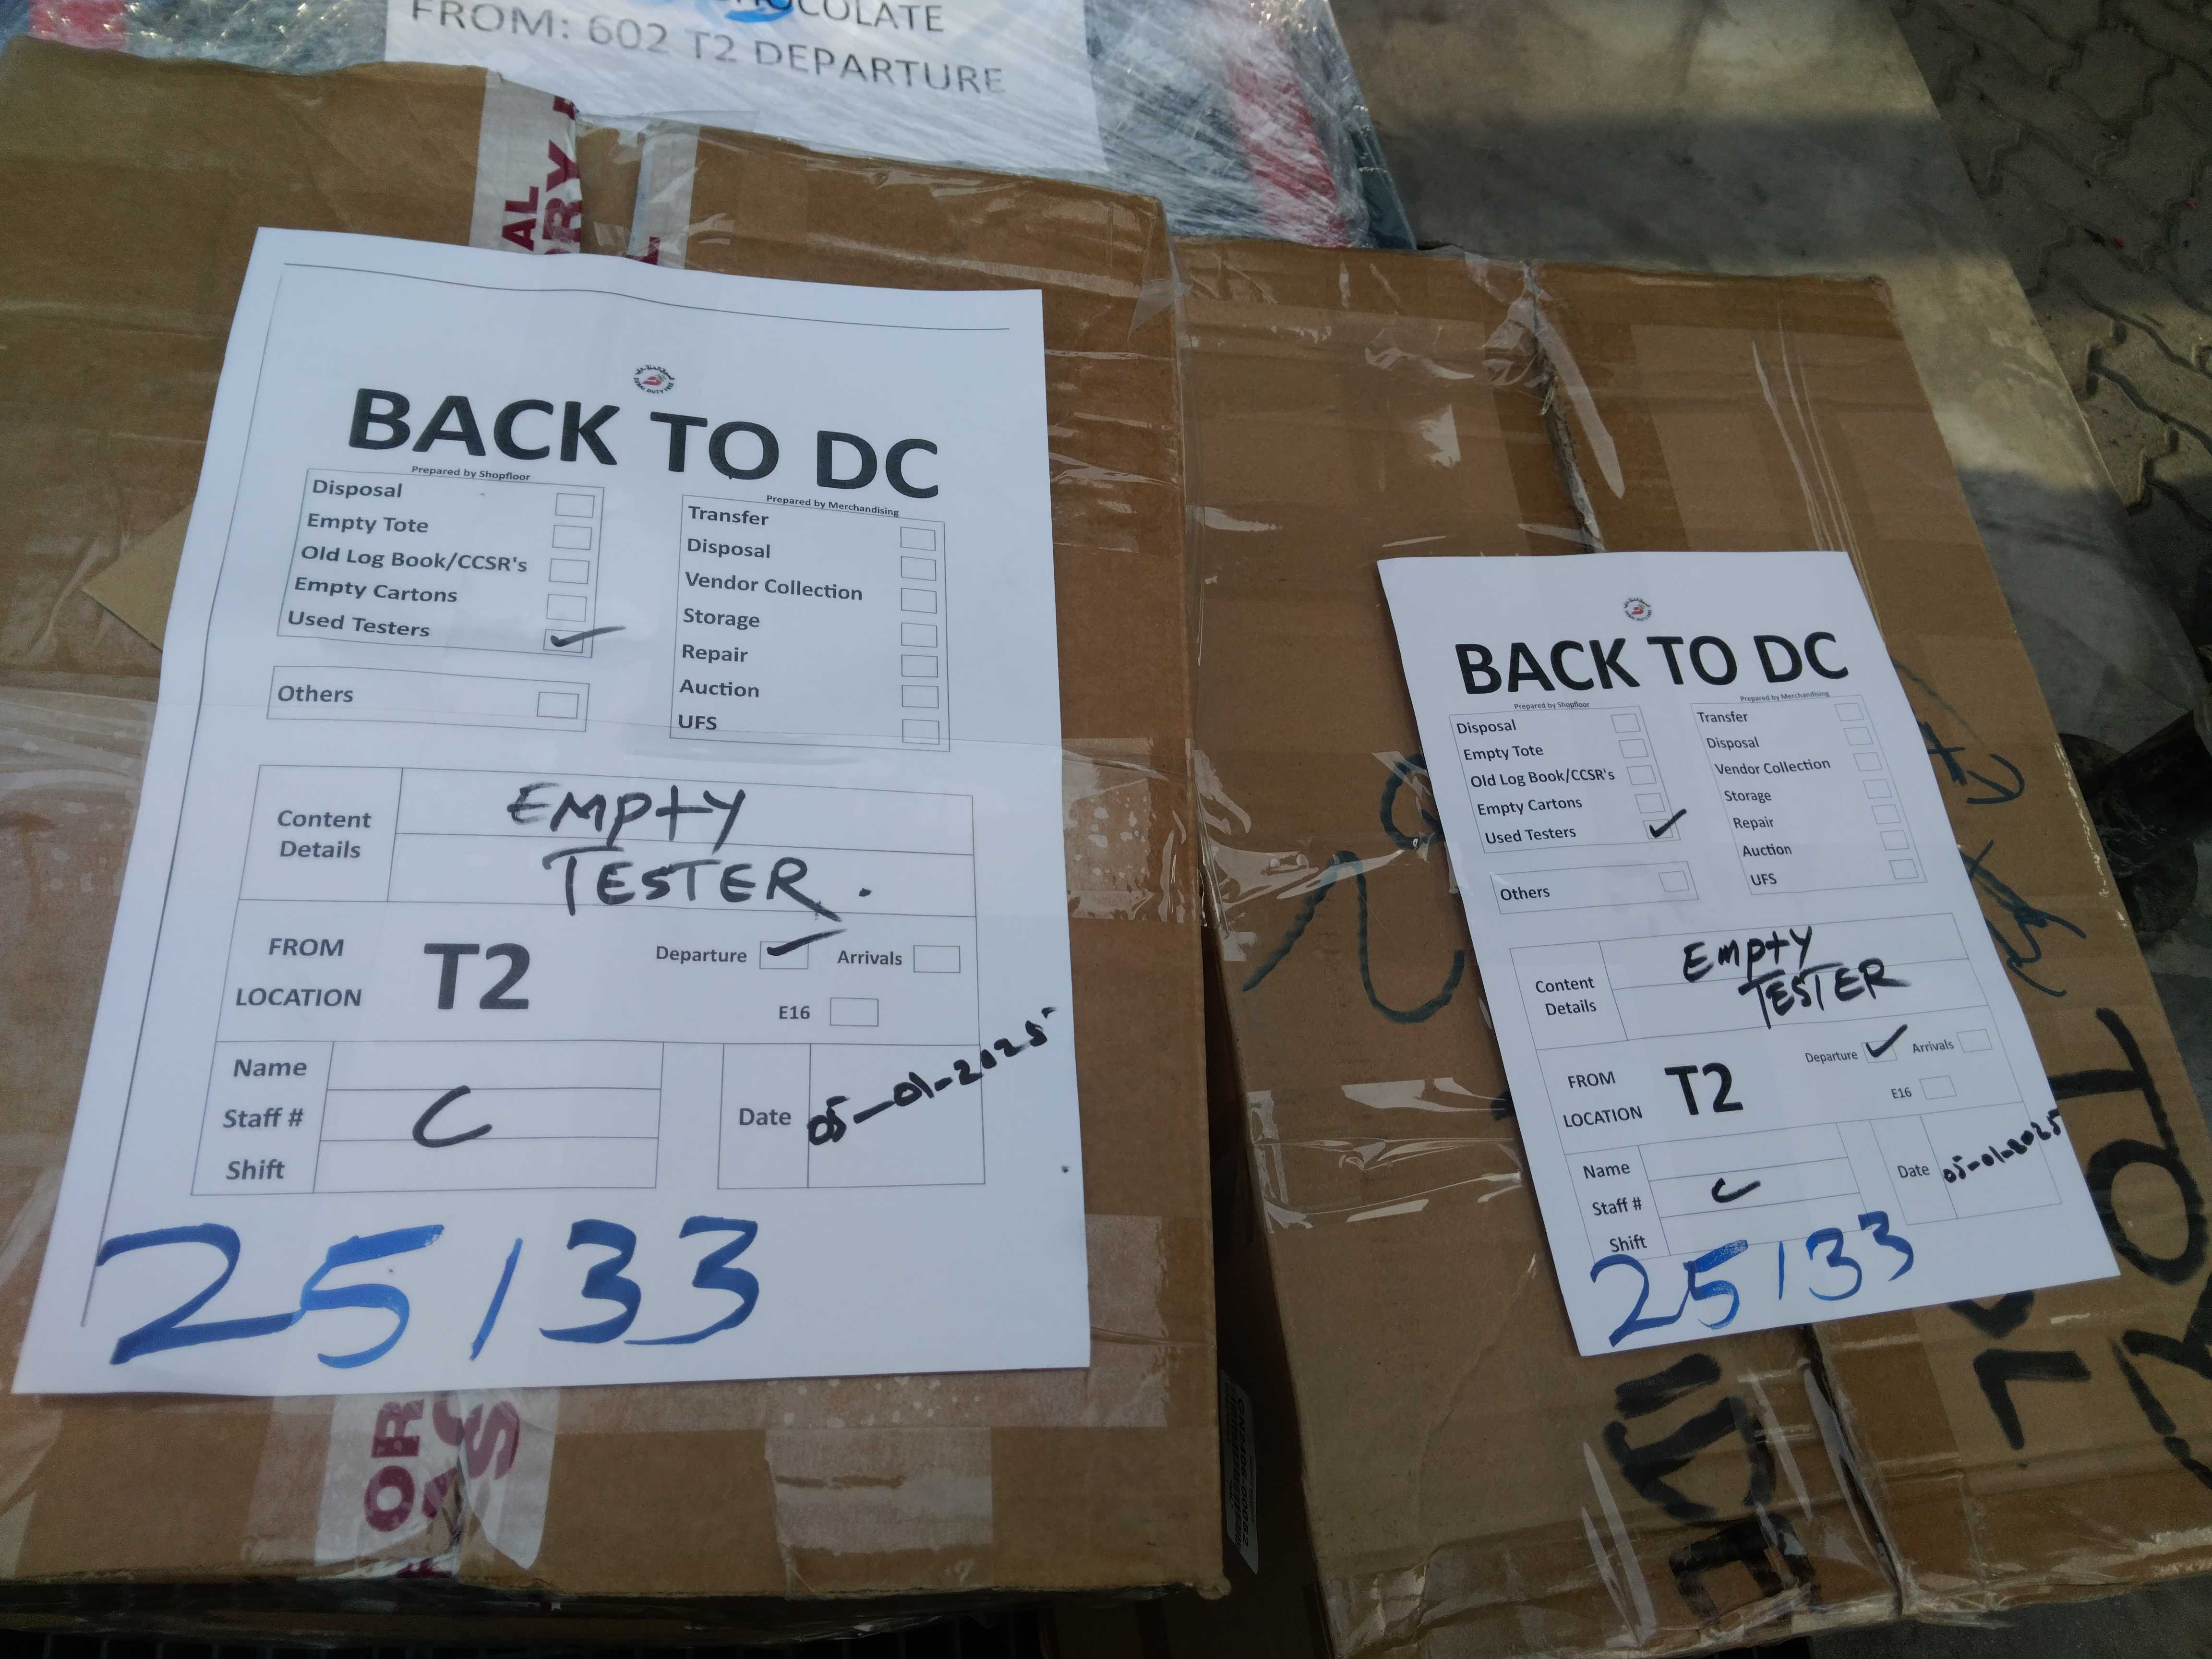 CHOCOLATE
FROM: 602 T2 DEPARTURE
BACK TO DC
Prepared by Shopfloor
Disposal
Empty Tote
Old Log Book/CCSR's
Empty Cartons
Used Testers
Others
Prepared by Merchandising
Transfer
Disposal
Vendor Collection
Storage
Repair
Auction
UFS
Content Details
EMPTY
TESTER.
FROM LOCATION
T2
Departure
Arrivals
E16
Name
Staff #
C
Shift
Date
05-01-2025
25/33
BACK TO DC
Prepared by Shopfloor
Disposal
Empty Tote
Old Log Book/CCSR's
Empty Cartons
Used Testers
Others
Prepared by Merchandising
Transfer
Disposal
Vendor Collection
Storage
Repair
Auction
UFS
Content Details
EMPTY
TESTER
FROM LOCATION
T2
Departure
Arrivals
E16
Name
Staff #
C
Shift
Date
05-01-2025
25/33